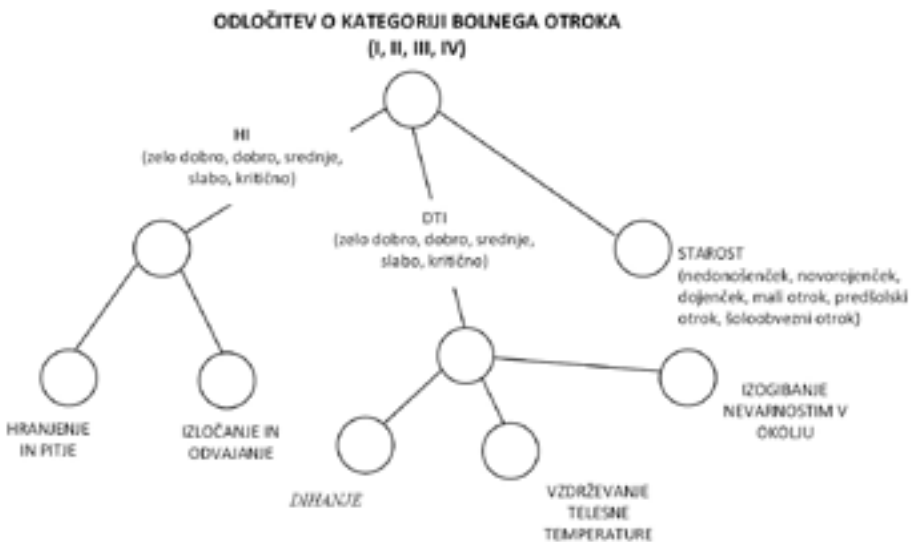 ODLOČITEV O KATEGORIJI BOLNEGA OTROKA
(I, II, III, IV)
HI
(zelo dobro, dobro, srednje,
slabo, kritično)
DTI
(zelo dobro, dobro, srednje,
slabo, kritično)
STAROST
(nedonošenček, novorojenček,
dojenček, mali otrok, predšolski
otrok, šoloobvezni otrok)
HRANJENJE
IN PITJE
IZLOČANJE IN
ODVAJANJE
DIHANJE
VZDRŽEVANJE
TELESNE
TEMPERATURE
IZOGIBANJE
NEVARNOSTIM V
OKOLJU